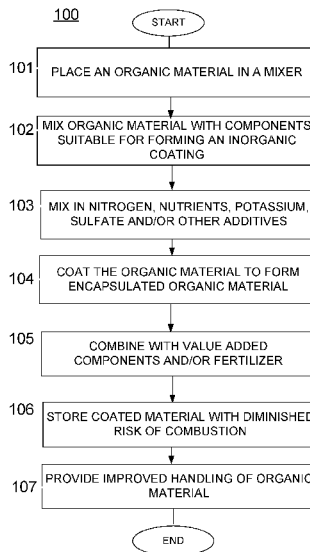 100
START
101
PLACE AN ORGANIC MATERIAL IN A MIXER
102
MIX ORGANIC MATERIAL WITH COMPONENTS
SUITABLE FOR FORMING AN INORGANIC
COATING
103
MIX IN NITROGEN, NUTRIENTS, POTASSIUM,
SULFATE AND/OR OTHER ADDITIVES
104
COAT THE ORGANIC MATERIAL TO FORM
ENCAPSULATED ORGANIC MATERIAL
105
COMBINE WITH VALUE ADDED
COMPONENTS AND/OR FERTILIZER
106
STORE COATED MATERIAL WITH DIMINISHED
RISK OF COMBUSTION
107
PROVIDE IMPROVED HANDLING OF ORGANIC
MATERIAL
END